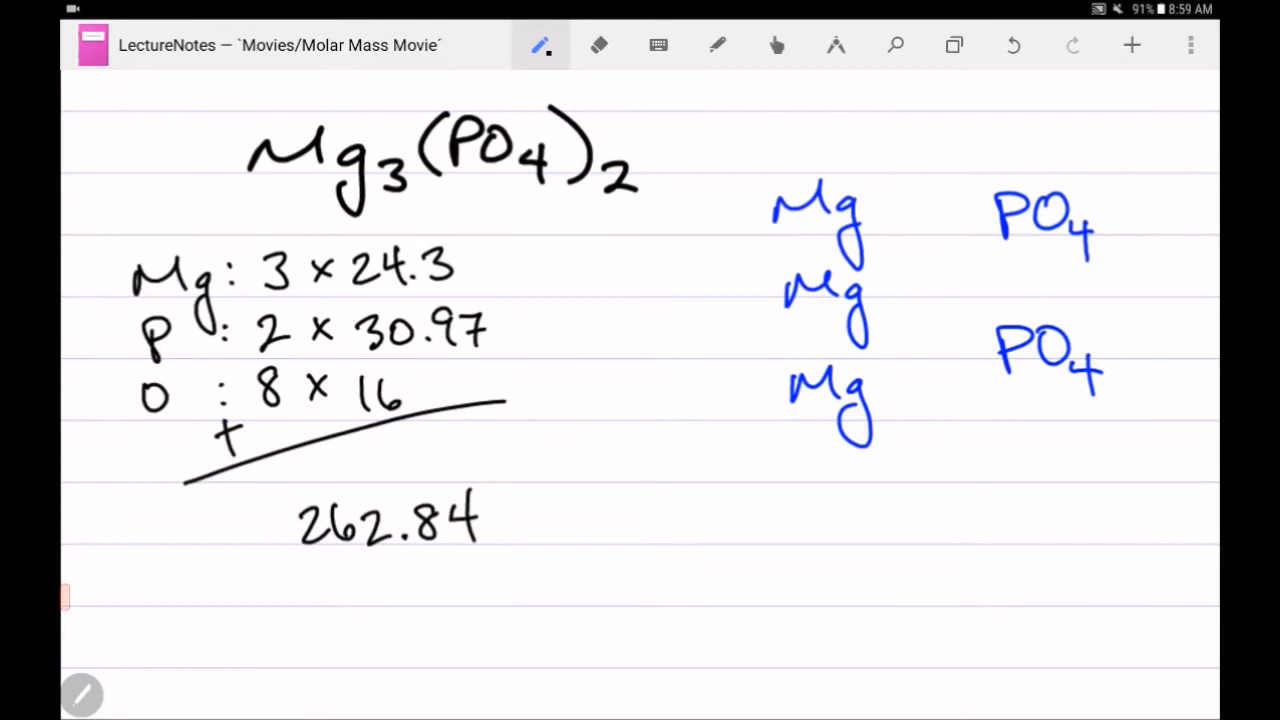 91% 8:59 AM
LectureNotes – `Movies/Molar Mass Movie´
Mg₃(PO₄)₂
Mg: 3 × 24.3
P : 2 × 30.97
O : 8 × 16
+
262.84
Mg PO₄
Mg
PO₄
Mg